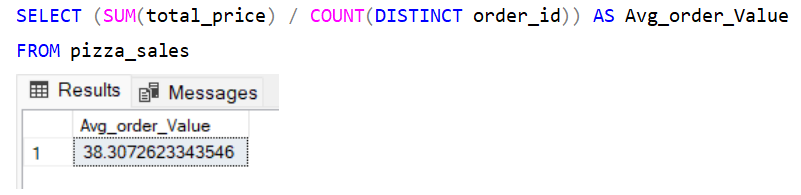 SELECT (SUM(total_price) / COUNT(DISTINCT order_id)) AS Avg_order_Value
FROM pizza_sales
Results Messages
Avg_order_Value
1 38.3072623343546